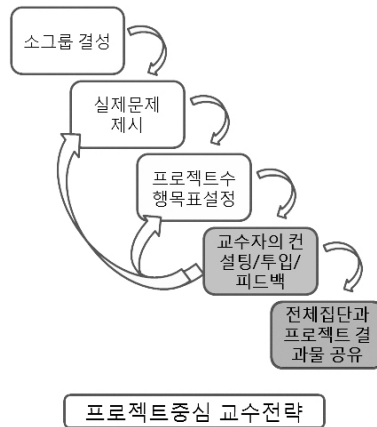 소그룹 결성
실제문제
제시
프로젝트수
행목표설정
교수자의 컨
설팅/투입/
피드백
전체집단과
프로젝트 결
과물 공유
프로젝트중심 교수전략